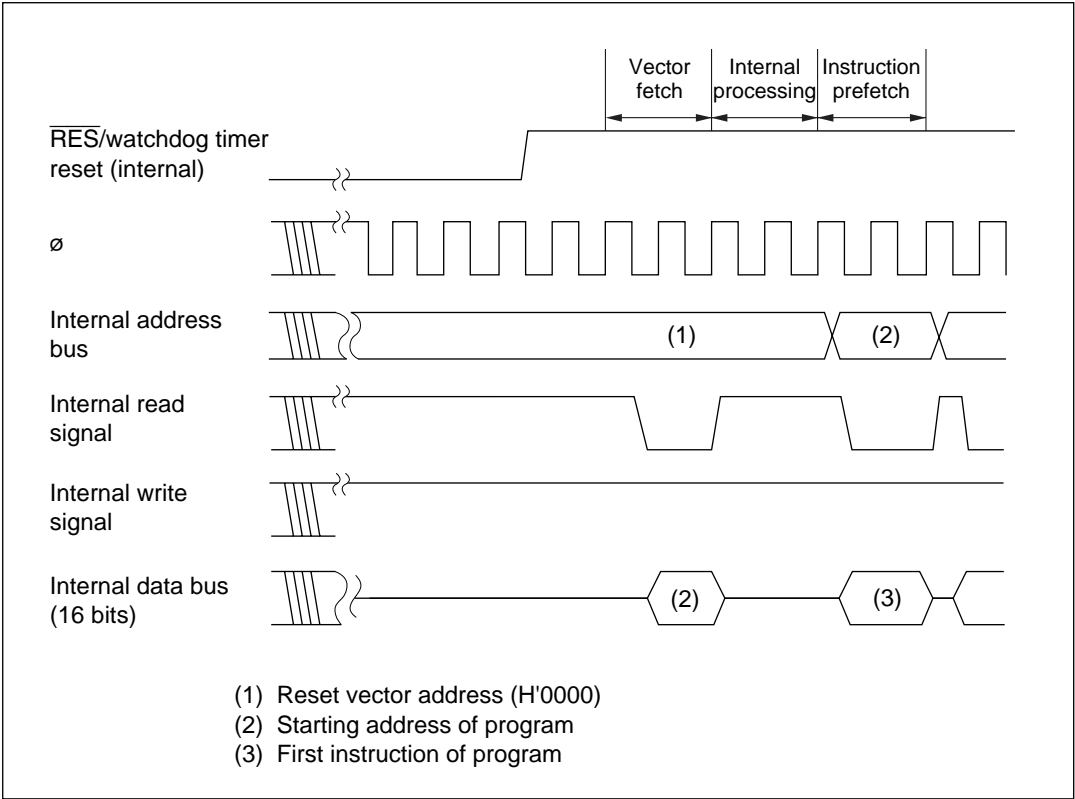 Vector fetch
Internal processing
Instruction prefetch
RES/watchdog timer
reset (internal)
ø
Internal address
bus
(1)
(2)
Internal read
signal
Internal write
signal
Internal data bus
(16 bits)
(2)
(3)
(1) Reset vector address (H'0000)
(2) Starting address of program
(3) First instruction of program